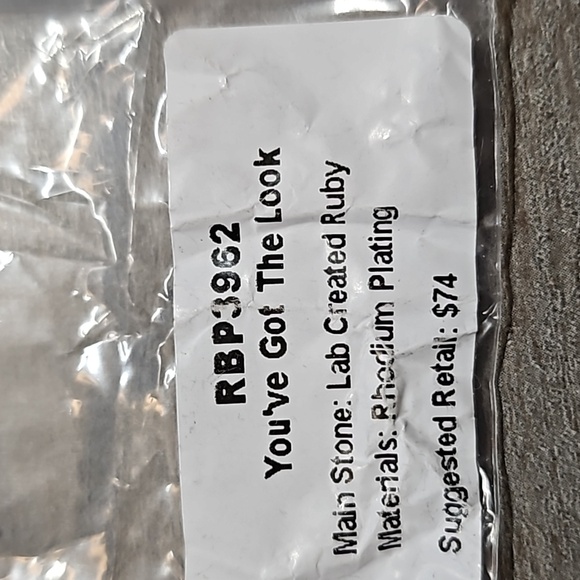 RBP3962
You've Got The Look
Main Stone: Lab Created Ruby
Materials: Rhodium Plating
Suggested Retail: $74